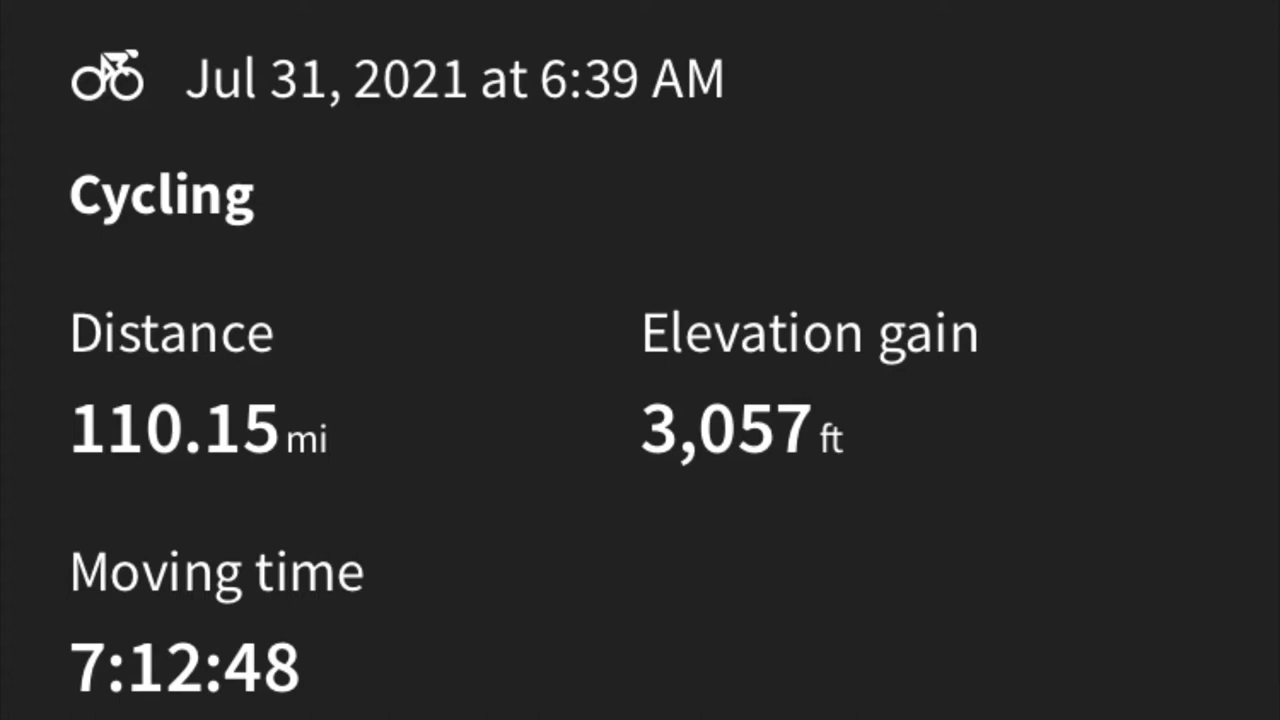 Jul 31, 2021 at 6:39 AM
Cycling
Distance
Elevation gain
110.15 mi
3,057 ft
Moving time
7:12:48